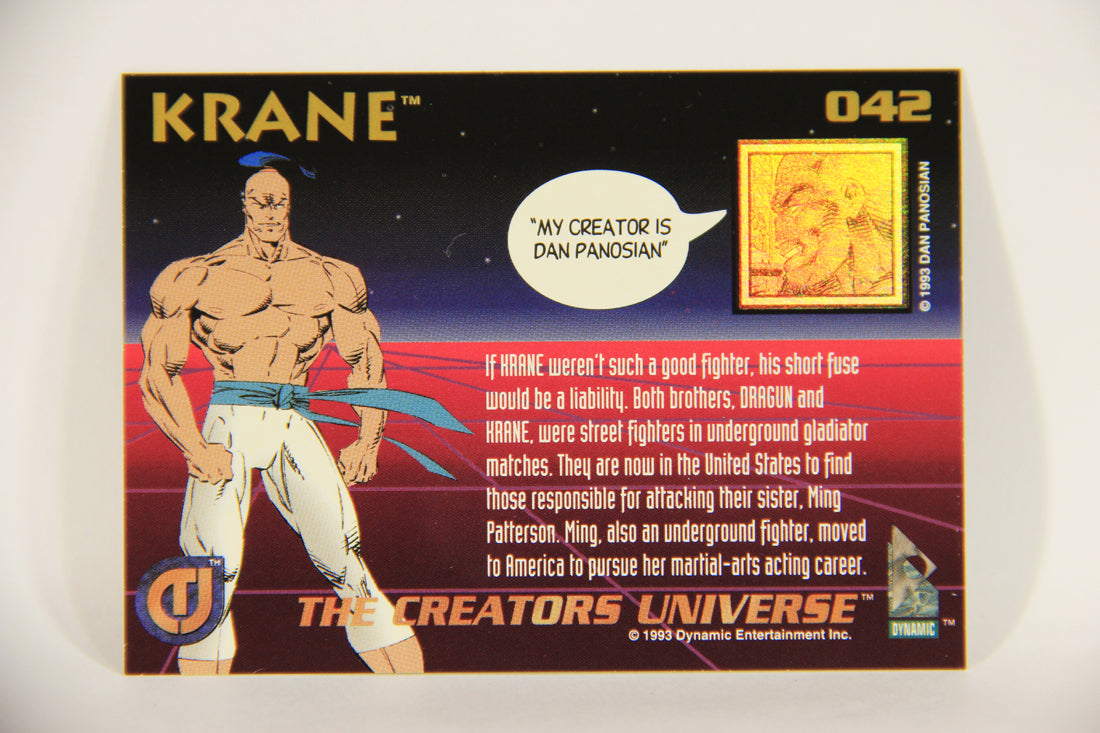 KRANE™
042
"MY CREATOR IS
DAN PANOSIAN"
© 1993 DAN PANOSIAN
If KRANE weren't such a good fighter, his short fuse
would be a liability. Both brothers, DRAGUN and
KRANE, were street fighters in underground gladiator
matches. They are now in the United States to find
those responsible for attacking their sister, Ming
Patterson. Ming, also an underground fighter, moved
to America to pursue her martial-arts acting career.
CU TM
THE CREATORS UNIVERSE™
© 1993 Dynamic Entertainment Inc.
DYNAMIC ™